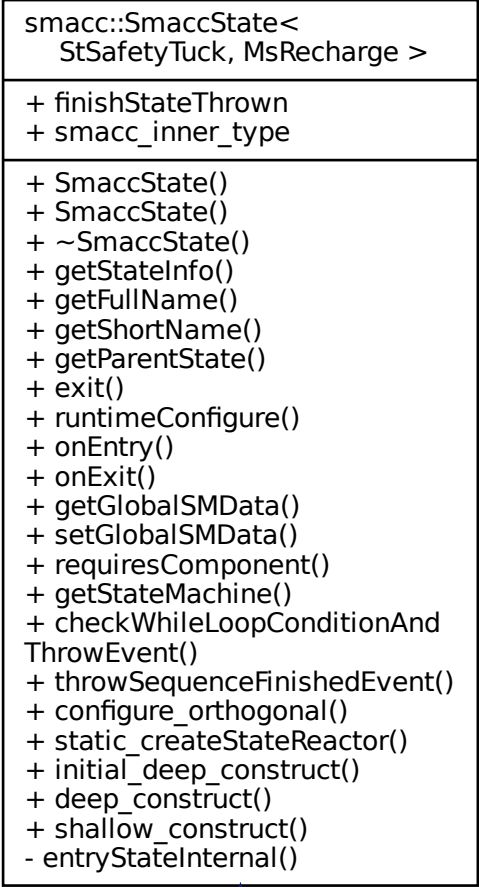 smacc::SmaccState<
StSafetyTuck, MsRecharge >
+ finishStateThrown
+ smacc_inner_type
+ SmaccState()
+ SmaccState()
+ ~SmaccState()
+ getStateInfo()
+ getFullName()
+ getShortName()
+ getParentState()
+ exit()
+ runtimeConfigure()
+ onEntry()
+ onExit()
+ getGlobalSMData()
+ setGlobalSMData()
+ requiresComponent()
+ getStateMachine()
+ checkWhileLoopConditionAnd
ThrowEvent()
+ throwSequenceFinishedEvent()
+ configure_orthogonal()
+ static_createStateReactor()
+ initial_deep_construct()
+ deep_construct()
+ shallow_construct()
- entryStateInternal()